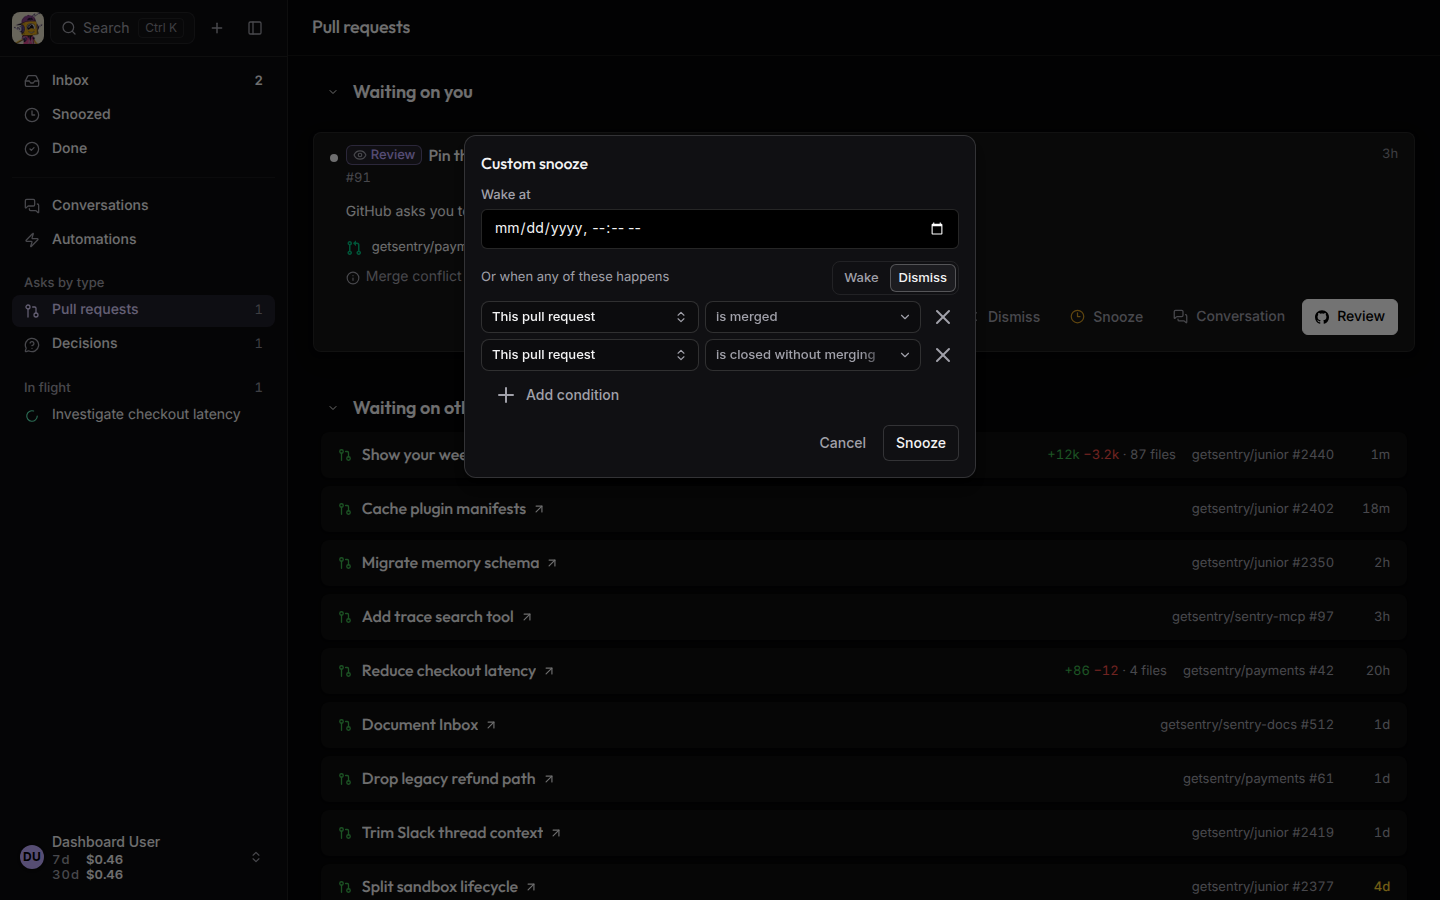 Search Ctrl K
Pull requests
Inbox 2
Snoozed
Done
Conversations
Automations
Asks by type
Pull requests 1
Decisions 1
In flight 1
Investigate checkout latency
Dashboard User
DU
7d $0.46
30d $0.46
Waiting on you
Review Pin th
3h
#91
GitHub asks you t
getsentry/paym
Merge conflict
Dismiss Snooze Conversation Review
Custom snooze
Wake at
mm/dd/yyyy, --:-- --
Or when any of these happens Wake Dismiss
This pull request is merged
This pull request is closed without merging
Add condition
Cancel Snooze
Waiting on oth
Show your wee +12k −3.2k · 87 files getsentry/junior #2440 1m
Cache plugin manifests getsentry/junior #2402 18m
Migrate memory schema getsentry/junior #2350 2h
Add trace search tool getsentry/sentry-mcp #97 3h
Reduce checkout latency +86 −12 · 4 files getsentry/payments #42 20h
Document Inbox getsentry/sentry-docs #512 1d
Drop legacy refund path getsentry/payments #61 1d
Trim Slack thread context getsentry/junior #2419 1d
Split sandbox lifecycle getsentry/junior #2377 4d